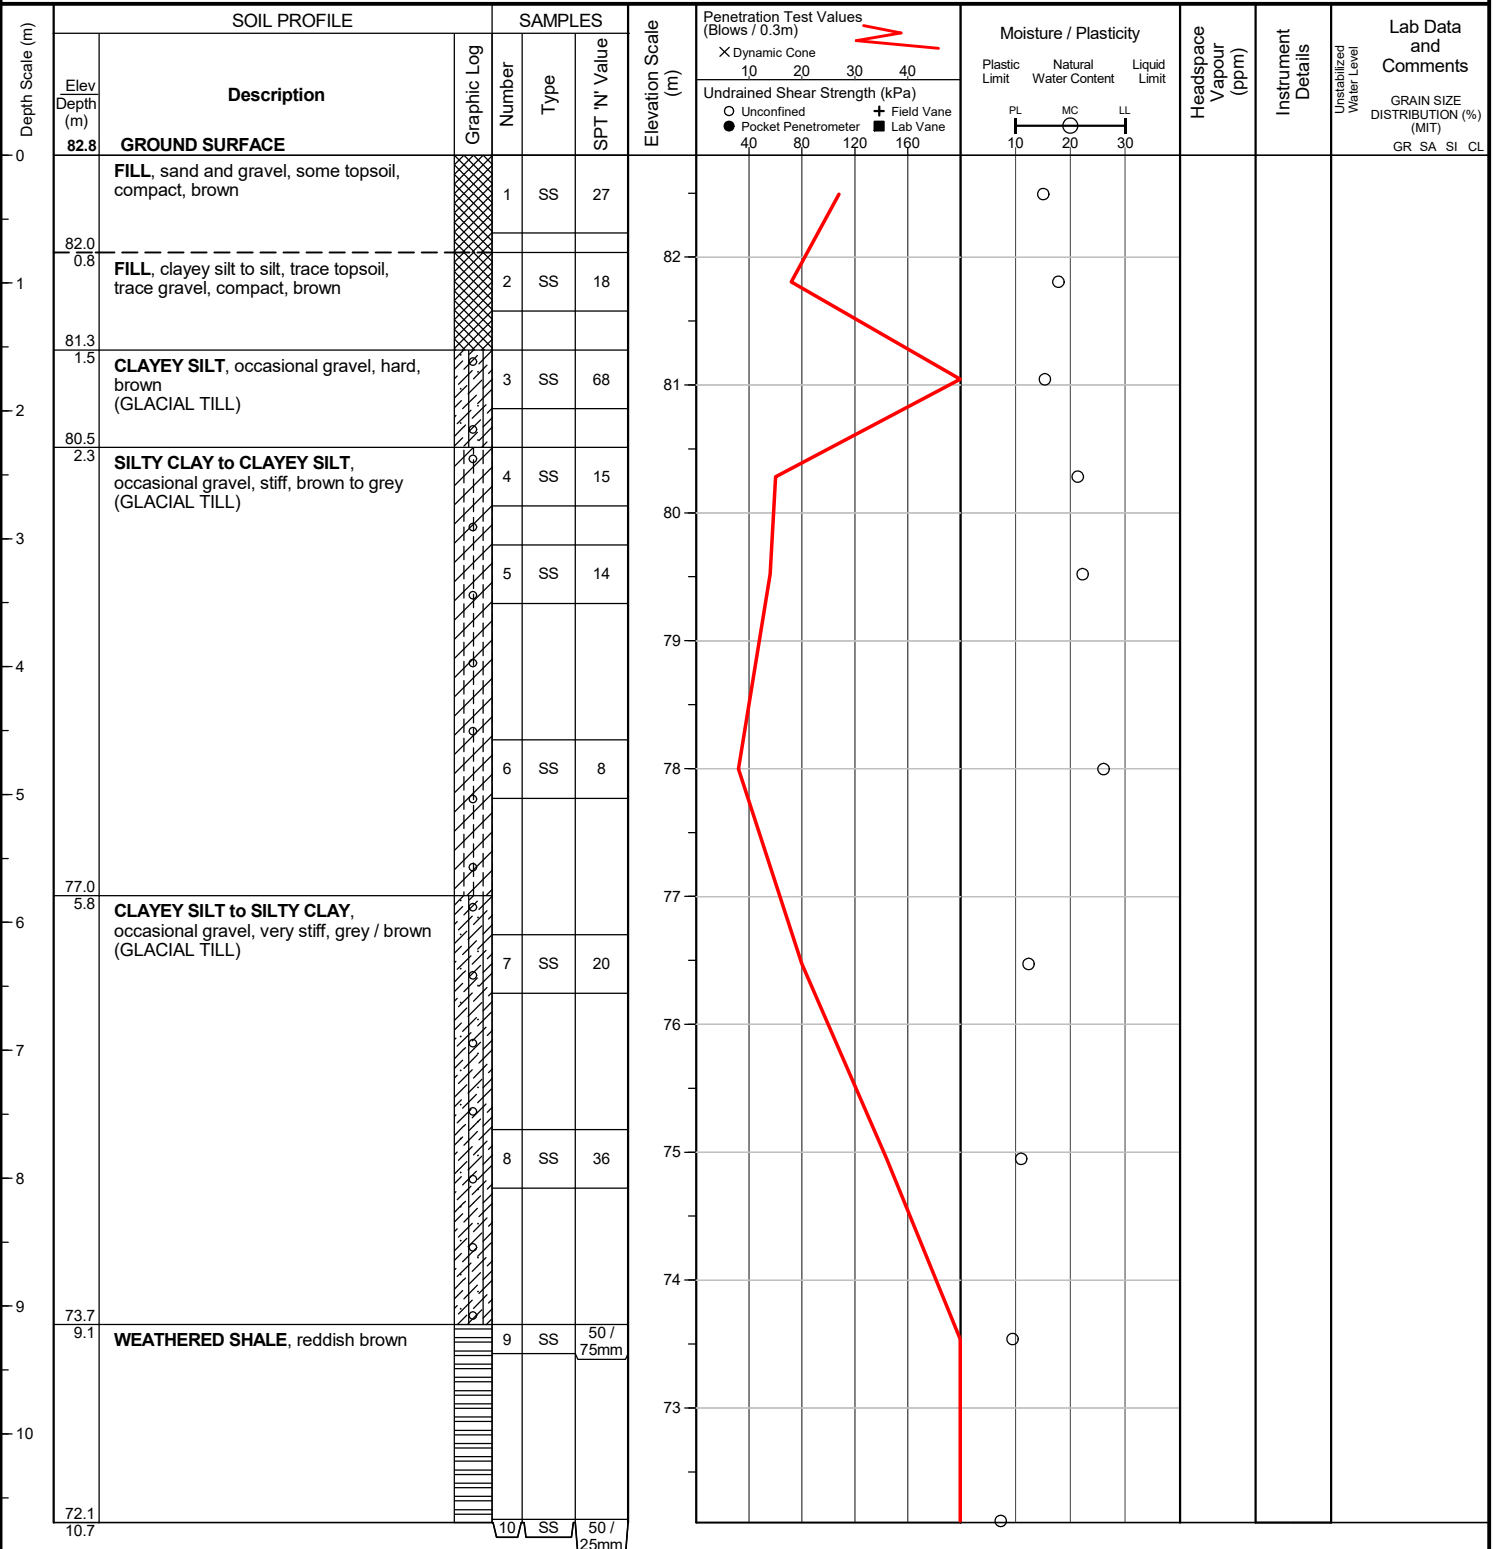 SOIL PROFILE
SAMPLES
Depth Scale (m)
Elev
Depth
(m)
Description
Graphic Log
Number
Type
SPT 'N' Value
Elevation Scale
(m)
Penetration Test Values
(Blows / 0.3m)
× Dynamic Cone
10 20 30 40
Undrained Shear Strength (kPa)
Unconfined
Field Vane
Pocket Penetrometer
Lab Vane
40 80 120 160
Moisture / Plasticity
Plastic
Limit
Natural
Water Content
Liquid
Limit
PL MC LL
10 20 30
Headspace
Vapour
(ppm)
Instrument
Details
Unstabilized
Water Level
Lab Data
and
Comments
GRAIN SIZE
DISTRIBUTION (%)
(MIT)
GR SA SI CL
82.8 GROUND SURFACE
0
FILL, sand and gravel, some topsoil,
compact, brown
1 SS 27
82.0
0.8
82
FILL, clayey silt to silt, trace topsoil,
trace gravel, compact, brown
1
2 SS 18
81.3
1.5
CLAYEY SILT, occasional gravel, hard,
brown
(GLACIAL TILL)
3 SS 68
81
2
80.5
2.3
SILTY CLAY to CLAYEY SILT,
occasional gravel, stiff, brown to grey
(GLACIAL TILL)
4 SS 15
80
3
5 SS 14
79
4
6 SS 8
78
5
77.0
5.8
77
CLAYEY SILT to SILTY CLAY,
occasional gravel, very stiff, grey / brown
(GLACIAL TILL)
6
7 SS 20
76
7
75
8 SS 36
8
74
9
73.7
9.1
WEATHERED SHALE, reddish brown
9 SS 50 /
75mm
73
10
72.1
10.7
10 SS 50 /
25mm